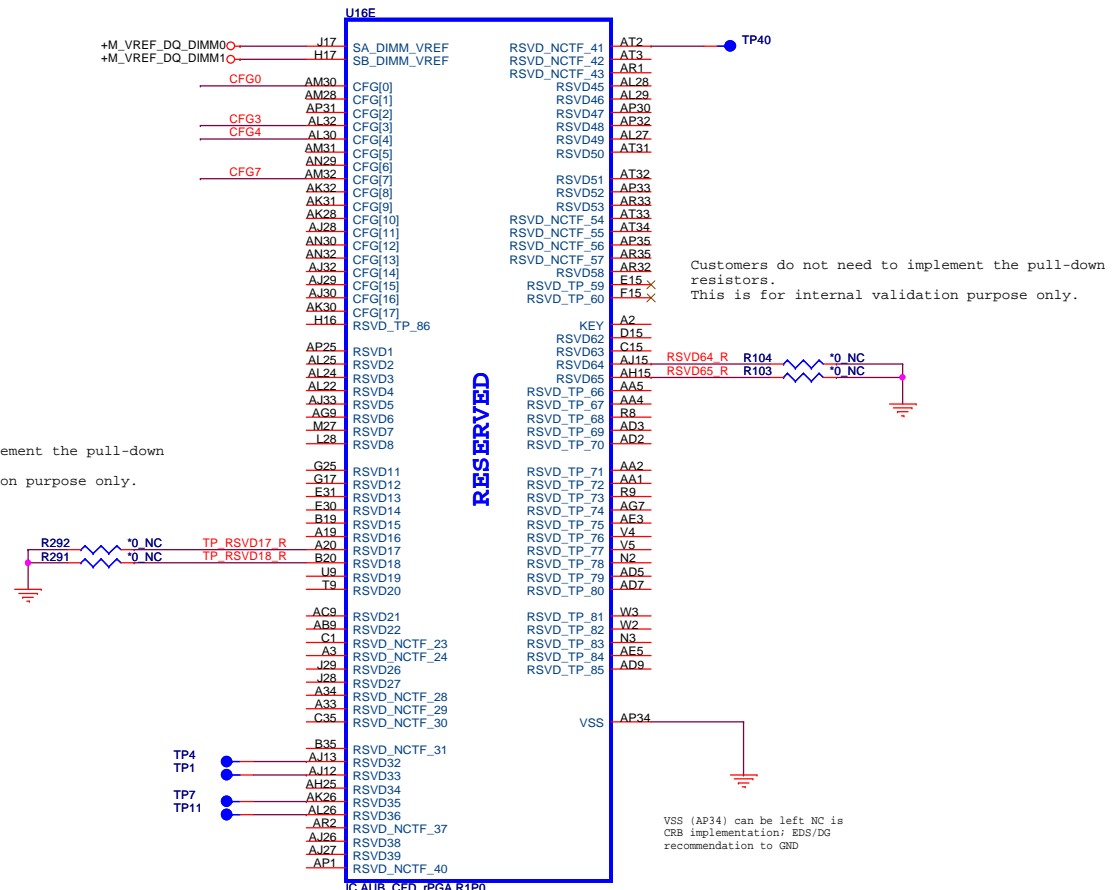 U16E
+M_VREF_DQ_DIMM0 J17 SA_DIMM_VREF RSVD_NCTF_41 AT2 TP40
+M_VREF_DQ_DIMM1 H17 SB_DIMM_VREF RSVD_NCTF_42 AT3
RSVD_NCTF_43 AR1
CFG0 AM30 CFG[0] RSVD45 AL28
AM28 CFG[1] RSVD46 AL29
AP31 CFG[2] RSVD47 AP30
CFG3 AL32 CFG[3] RSVD48 AP32
CFG4 AL30 CFG[4] RSVD49 AL27
AM31 CFG[5] RSVD50 AT31
AN29 CFG[6]
CFG7 AM32 CFG[7] RSVD51 AT32
AK32 CFG[8] RSVD52 AP33
AK31 CFG[9] RSVD53 AR33
AK28 CFG[10] RSVD_NCTF_54 AT33
AJ28 CFG[11] RSVD_NCTF_55 AT34
AN30 CFG[12] RSVD_NCTF_56 AP35
AN32 CFG[13] RSVD_NCTF_57 AR35
AJ32 CFG[14] RSVD58 AR32
AJ29 CFG[15] RSVD_TP_59 E15
AJ30 CFG[16] RSVD_TP_60 F15
AK30 CFG[17]
H16 RSVD_TP_86 KEY A2
Customers do not need to implement the pull-down
resistors.
This is for internal validation purpose only.
RSVD62 D15
AP25 RSVD1 RSVD63 C15
AL25 RSVD2 RSVD64 AJ15 RSVD64_R R104 *0_NC
AL24 RSVD3 RSVD65 AH15 RSVD65_R R103 *0_NC
AL22 RSVD4 RSVD_TP_66 AA5
AJ33 RSVD5 RSVD_TP_67 AA4
AG9 RSVD6 RSVD_TP_68 R8
M27 RSVD7 RSVD_TP_69 AD3
L28 RSVD8 RSVD_TP_70 AD2
RESERVED
ement the pull-down
on purpose only.
G25 RSVD11 RSVD_TP_71 AA2
G17 RSVD12 RSVD_TP_72 AA1
E31 RSVD13 RSVD_TP_73 R9
E30 RSVD14 RSVD_TP_74 AG7
B19 RSVD15 RSVD_TP_75 AE3
A19 RSVD16 RSVD_TP_76 V4
R292 *0_NC TP_RSVD17_R A20 RSVD17 RSVD_TP_77 V5
R291 *0_NC TP_RSVD18_R B20 RSVD18 RSVD_TP_78 N2
U9 RSVD19 RSVD_TP_79 AD5
T9 RSVD20 RSVD_TP_80 AD7
AC9 RSVD21 RSVD_TP_81 W3
AB9 RSVD22 RSVD_TP_82 W2
C1 RSVD_NCTF_23 RSVD_TP_83 N3
A3 RSVD_NCTF_24 RSVD_TP_84 AE5
J29 RSVD26 RSVD_TP_85 AD9
J28 RSVD27
A34 RSVD_NCTF_28
A33 RSVD_NCTF_29
C35 RSVD_NCTF_30 VSS AP34
B35 RSVD_NCTF_31
TP4 AJ13 RSVD32
TP1 AJ12 RSVD33
AH25 RSVD34
TP7 AK26 RSVD35
TP11 AL26 RSVD36
AR2 RSVD_NCTF_37
AJ26 RSVD38
AJ27 RSVD39
AP1 RSVD_NCTF_40
VSS (AP34) can be left NC is
CRB implementation; EDS/DG
recommendation to GND
IC,AUB_CFD_rPGA,R1P0